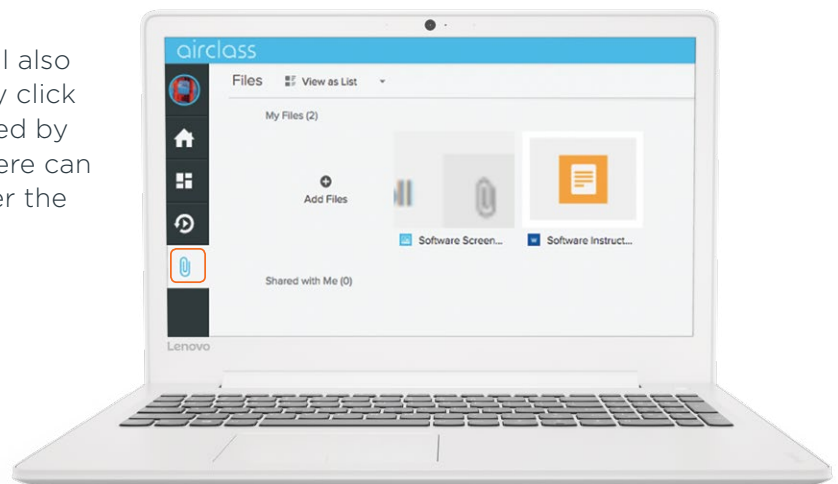 l also
y click
ed by
ere can
er the
airclass
Files View as List
My Files (2)
Add Files
Software Screen...
Software Instruct...
Shared with Me (0)
Lenovo